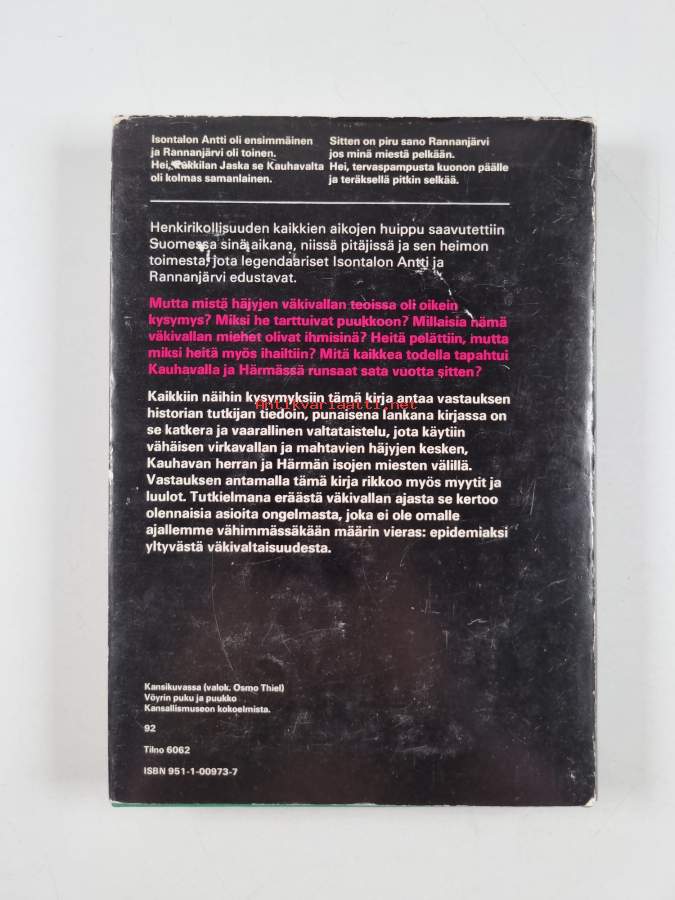 Isontalon Antti oli ensimmäinen
ja Rannanjärvi oli toinen.
Hei, Pukkilan Jaska se Kauhavalta
oli kolmas samanlainen.
Sitten on piru sano Rannanjärvi
jos minä miestä pelkään.
Hei, tervaspampusta kuonon päälle
ja teräksellä pitkin selkää.
Henkirikollisuuden kaikkien aikojen huippu saavutettiin
Suomessa sinä aikana, niissä pitäjissä ja sen heimon
toimesta, jota legendaariset Isontalon Antti ja
Rannanjärvi edustavat.
Mutta mistä häjyjen väkivallan teoissa oli oikein
kysymys? Miksi he tarttuivat puukkoon? Millaisia nämä
väkivallan miehet olivat ihmisinä? Heitä pelättiin, mutta
miksi heitä myös ihailtiin? Mitä kaikkea todella tapahtui
Kauhavalla ja Härmässä runsaat sata vuotta sitten?
Kaikkiin näihin kysymyksiin tämä kirja antaa vastauksen
Antikvariaatti.net
historian tutkijan tiedoin, punaisena lankana kirjassa on
se katkera ja vaarallinen valtataistelu, jota käytiin
vähäisen virkavallan ja mahtavien häjyjen kesken,
Kauhavan herran ja Härmän isojen miesten välillä.
Vastauksen antamalla tämä kirja rikkoo myös myytit ja
luulot. Tutkielmana eräästä väkivallan ajasta se kertoo
olennaisia asioita ongelmasta, joka ei ole omalle
ajallemme vähimmässäkään määrin vieras: epidemiaksi
yltyvästä väkivaltaisuudesta.
Kansikuvassa (valok. Osmo Thiel)
Vöyrin puku ja puukko
Kansallismuseon kokoelmista.
92
Tilno 6062
ISBN 951-1-00973-7